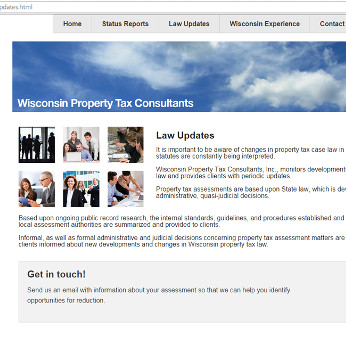 pdates.html
Home Status Reports Law Updates Wisconsin Experience Contact
Wisconsin Property Tax Consultants
Law Updates
It is important to be aware of changes in property tax case law in
statutes are constantly being interpreted.
Wisconsin Property Tax Consultants, Inc., monitors development
law and provides clients with periodic updates.
Property tax assessments are based upon State law, which is de
administrative, quasi-judicial decisions.
Based upon ongoing public record research, the internal standards, guidelines, and procedures established and
local assessment authorities are summarized and provided to clients.
Informal, as well as formal administrative and judicial decisions concerning property tax assessment matters are
clients informed about new developments and changes in Wisconsin property tax law.
Get in touch!
Send us an email with information about your assessment so that we can help you identify
opportunities for reduction.